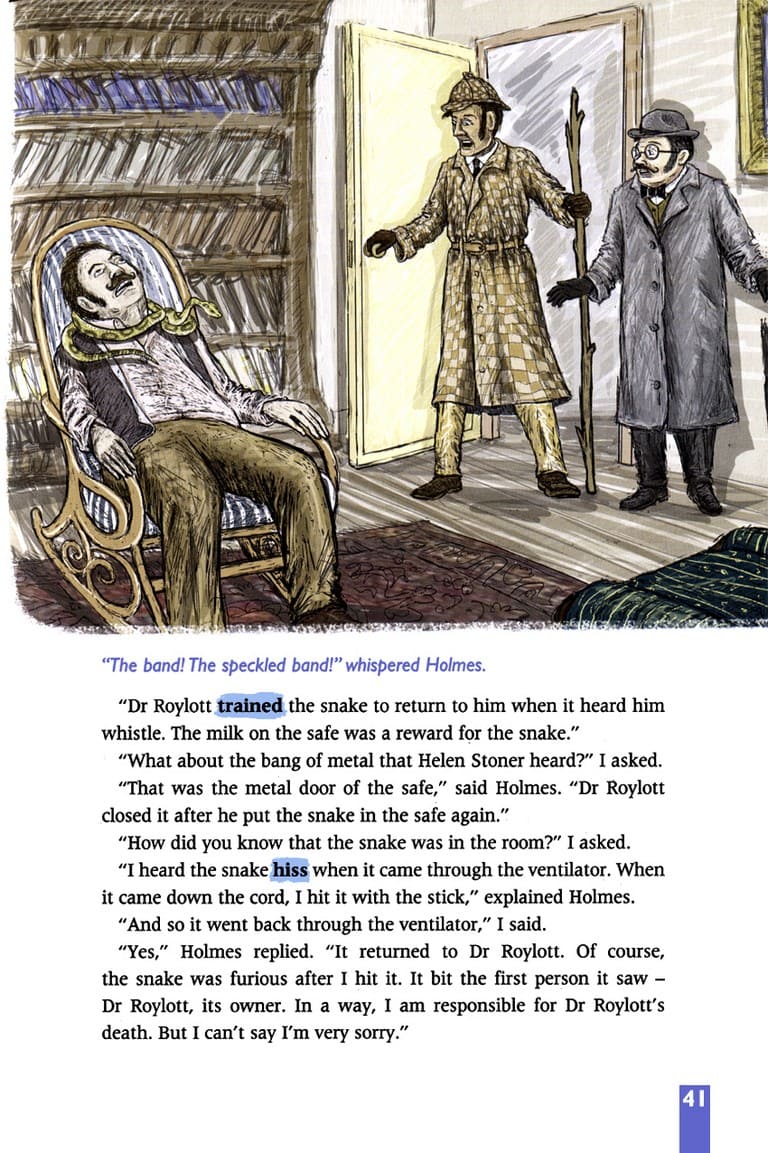 “The band! The speckled band!” whispered Holmes.
“Dr Roylott trained the snake to return to him when it heard him
whistle. The milk on the safe was a reward for the snake.”
“What about the bang of metal that Helen Stoner heard?” I asked.
“That was the metal door of the safe,” said Holmes. “Dr Roylott
closed it after he put the snake in the safe again.”
“How did you know that the snake was in the room?” I asked.
“I heard the snake hiss when it came through the ventilator. When
it came down the cord, I hit it with the stick,” explained Holmes.
“And so it went back through the ventilator,” I said.
“Yes,” Holmes replied. “It returned to Dr Roylott. Of course,
the snake was furious after I hit it. It bit the first person it saw –
Dr Roylott, its owner. In a way, I am responsible for Dr Roylott’s
death. But I can’t say I’m very sorry.”
41